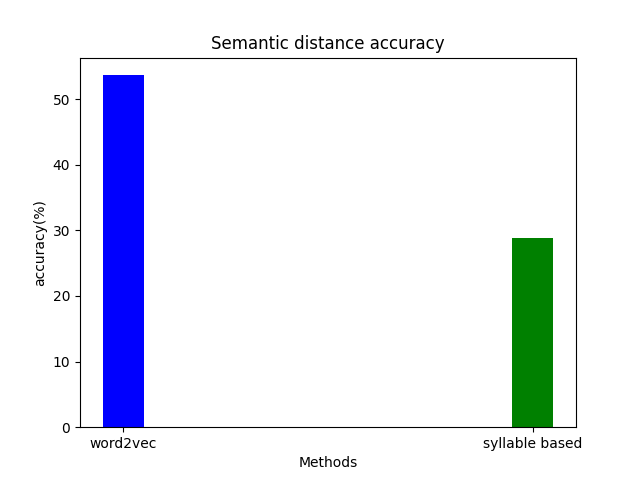 Semantic distance accuracy
accuracy(%)
50
40
30
20
10
0
word2vec
syllable based
Methods